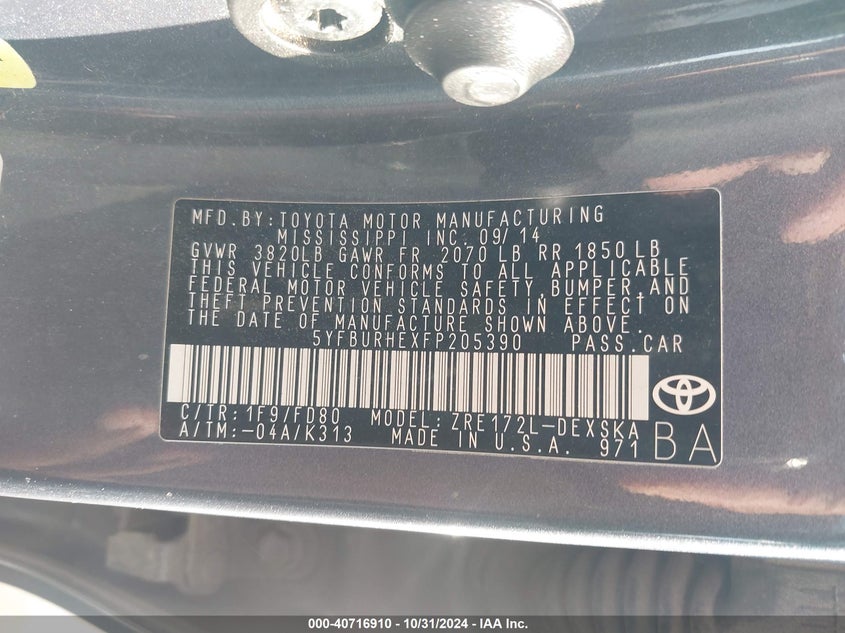 MFD.BY:TOYOTA MOTOR MANUFACTURING
MISSISSIPPI INC. 09/14
GVWR 3820LB GAWR FR 2070 LB RR 1850 LB
THIS VEHICLE CONFORMS TO ALL APPLICABLE
FEDERAL MOTOR VEHICLE SAFETY,BUMPER,AND
THEFT PREVENTION STANDARDS IN EFFECT ON
THE DATE OF MANUFACTURE SHOWN ABOVE.
5YFBURHEXFP205390 PASS.CAR
C/TR:1F9/FD80 MODEL:ZRE172L-DEXSKA
A/TM:-04A/K313 MADE IN U.S.A. 971 BA
000-40716910 - 10/31/2024 - IAA Inc.